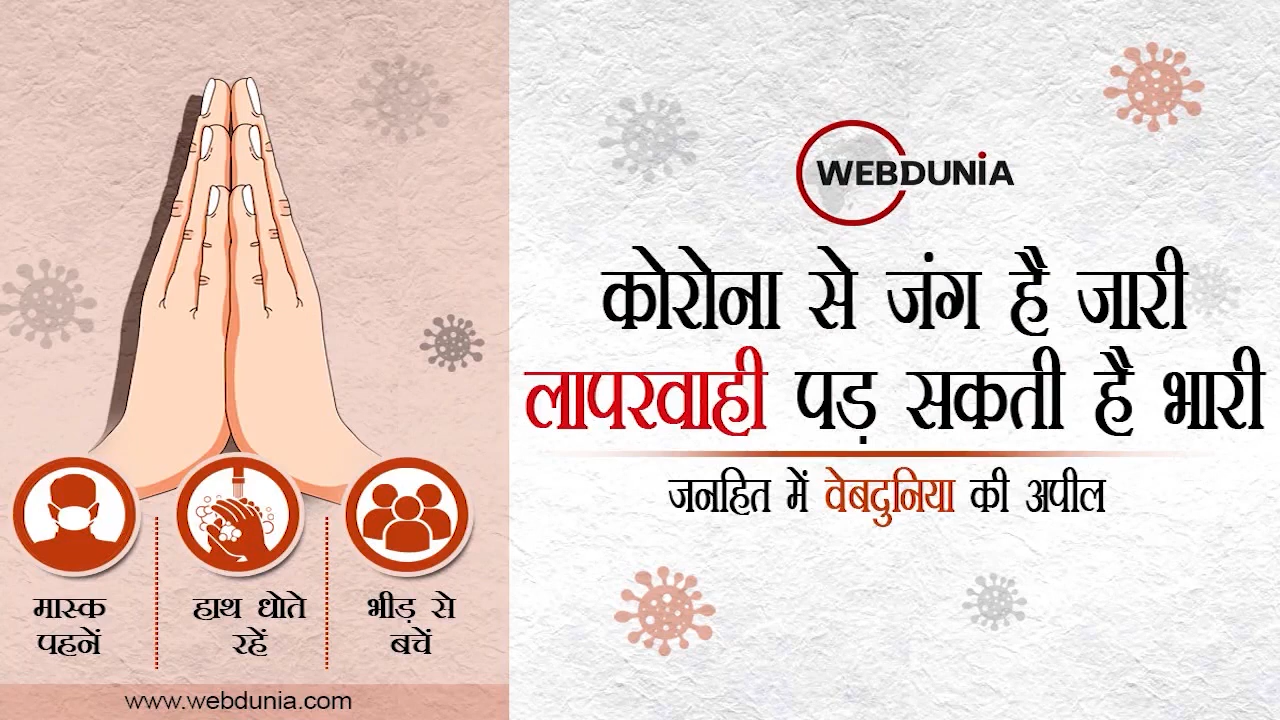 WEBDUNIA
कोरोना से जंग है जारी
लापरवाही पड़ सकती है भारी
जनहित में वेबदुनिया की अपील
मास्क
पहनें
हाथ धोते
रहें
भीड़ से
बचें
www.webdunia.com